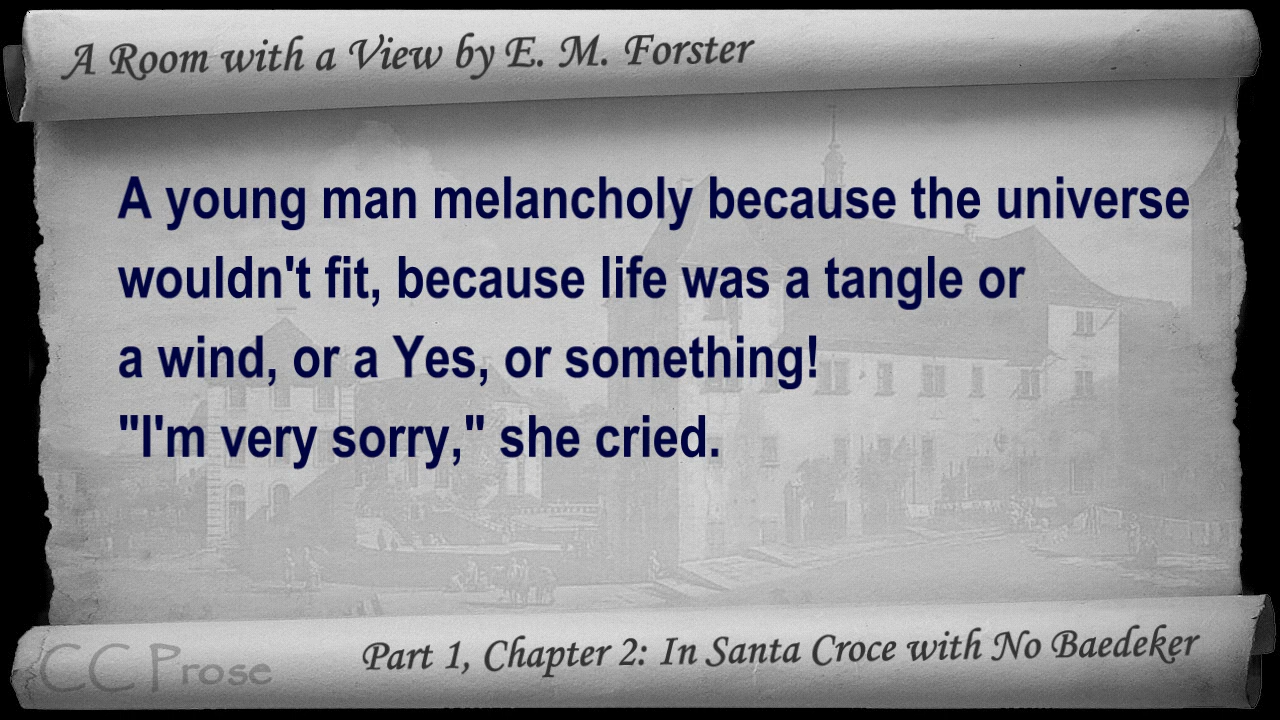 A Room with a View by E. M. Forster
A young man melancholy because the universe
wouldn't fit, because life was a tangle or
a wind, or a Yes, or something!
"I'm very sorry," she cried.
Part 1, Chapter 2: In Santa Croce with No Baedeker
CC Prose